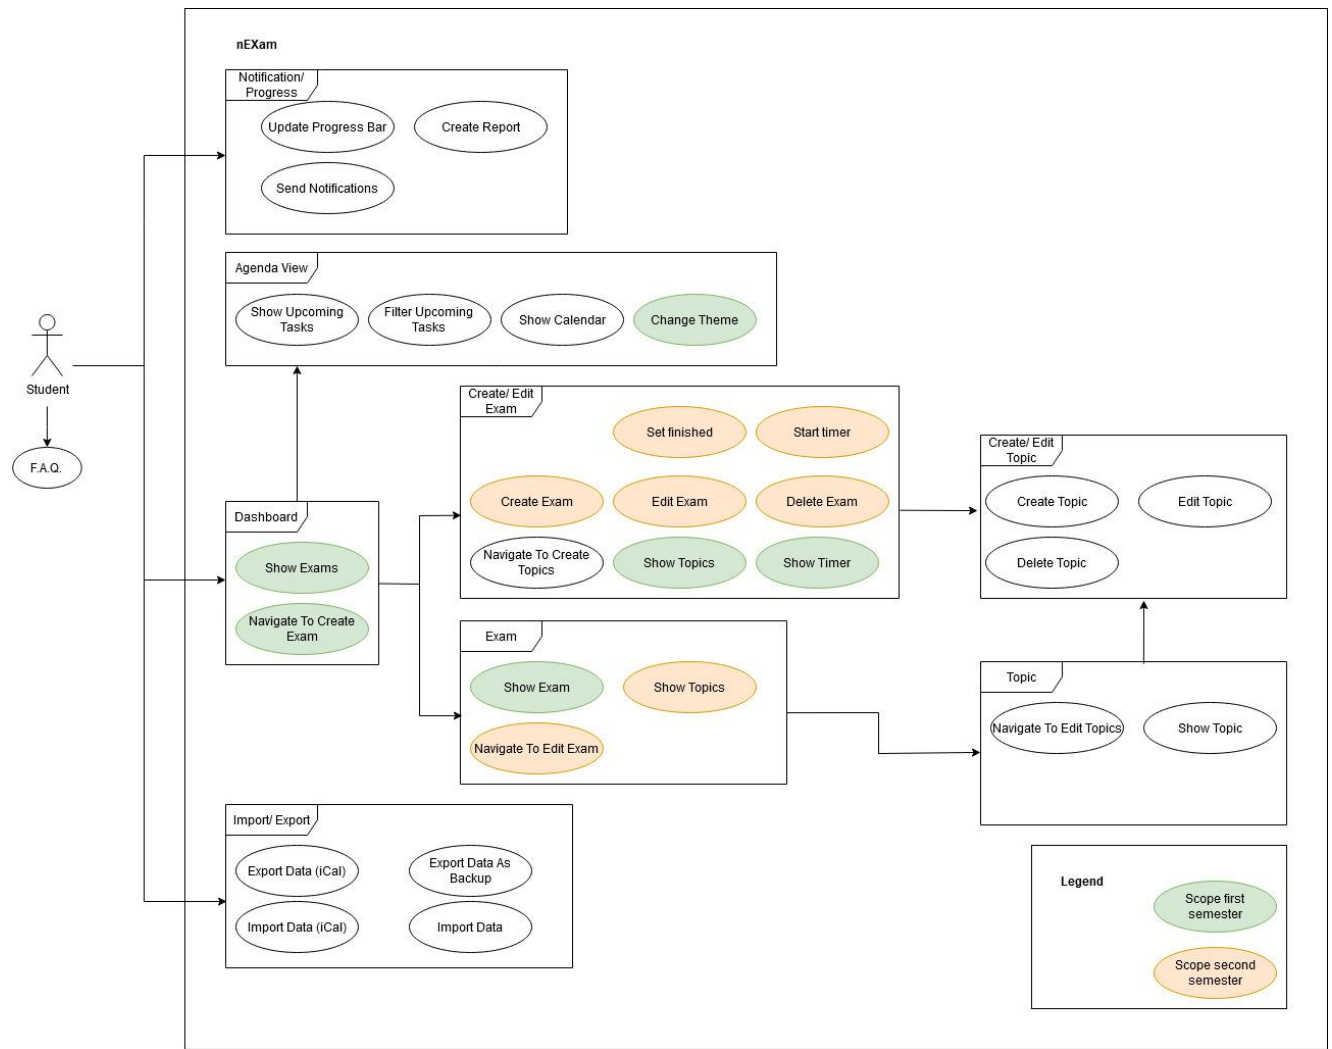 nEXam
Notification/
Progress
Update Progress Bar
Create Report
Send Notifications
Agenda View
Show Upcoming
Tasks
Filter Upcoming
Tasks
Show Calendar
Change Theme
Student
F.A.Q.
Create/ Edit
Exam
Set finished
Start timer
Create Exam
Edit Exam
Delete Exam
Navigate To Create
Topics
Show Topics
Show Timer
Create/ Edit
Topic
Create Topic
Edit Topic
Delete Topic
Dashboard
Show Exams
Navigate To Create
Exam
Exam
Show Exam
Show Topics
Navigate To Edit Exam
Topic
Navigate To Edit Topics
Show Topic
Import/ Export
Export Data (iCal)
Export Data As
Backup
Import Data (iCal)
Import Data
Legend
Scope first
semester
Scope second
semester